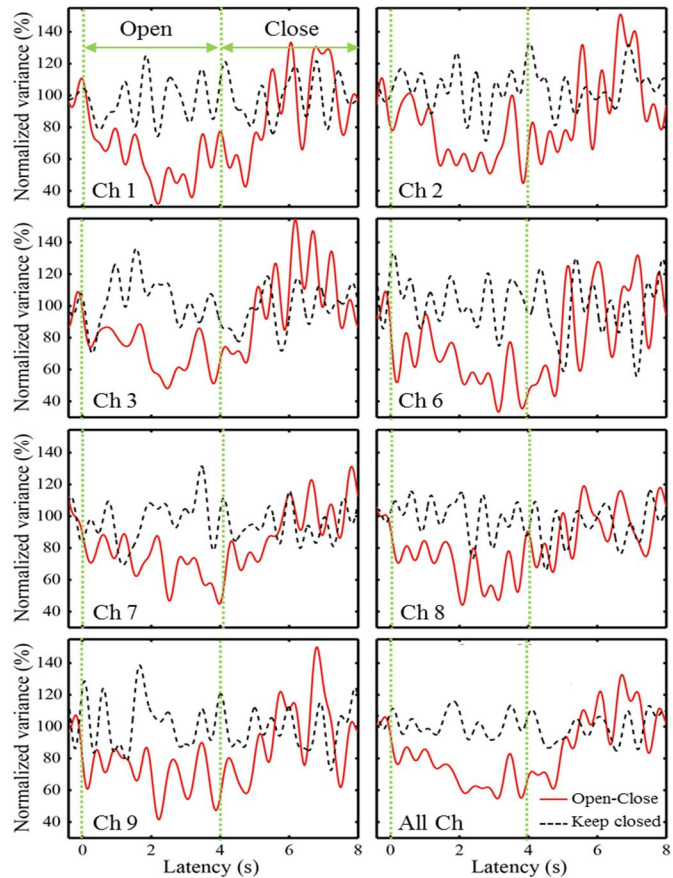 Normalized variance (%)
140
120
100
80
60
40
Open
Close
Ch 1
Ch 2
Normalized variance (%)
140
120
100
80
60
40
Ch 3
Ch 6
Normalized variance (%)
140
120
100
80
60
40
Ch 7
Ch 8
Normalized variance (%)
140
120
100
80
60
40
Ch 9
All Ch
Open-Close
Keep closed
0 2 4 6 8
0 2 4 6 8
Latency (s)
Latency (s)